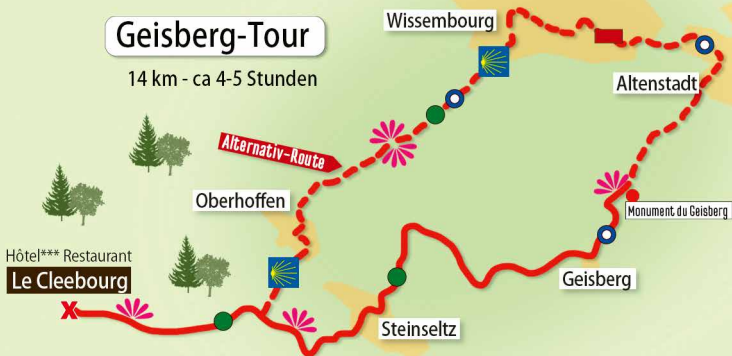 Geisberg-Tour
14 km - ca 4-5 Stunden
Wissembourg
Altenstadt
Alternativ-Route
Oberhoffen
Monument du Geisberg
Hôtel*** Restaurant
Le Cleebourg
X
Geisberg
Steinseltz